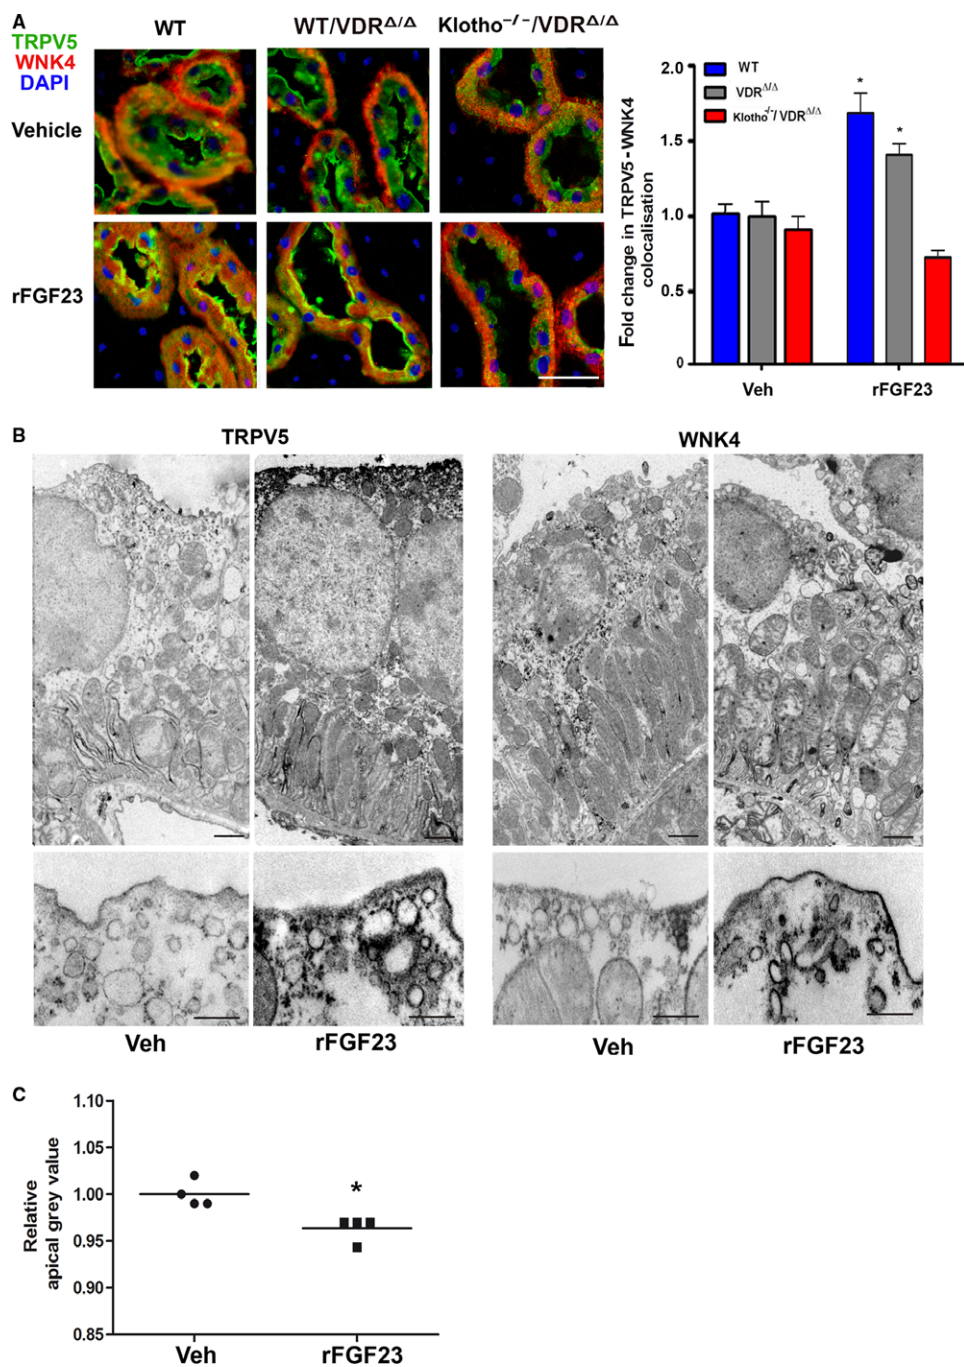 A
TRPV5
WNK4
DAPI
WT
WT/VDRΔ/Δ
Klotho−/−/VDRΔ/Δ
Vehicle
rFGF23
Fold change in TRPV5-WNK4
colocalisation
2.0
1.5
1.0
0.5
0
WT
VDRΔ/Δ
Klotho-/-/VDRΔ/Δ
*
*
Veh
rFGF23
B
TRPV5
WNK4
Veh
rFGF23
Veh
rFGF23
C
Relative
apical grey value
1.10
1.05
1.00
0.95
0.90
0.85
*
Veh
rFGF23